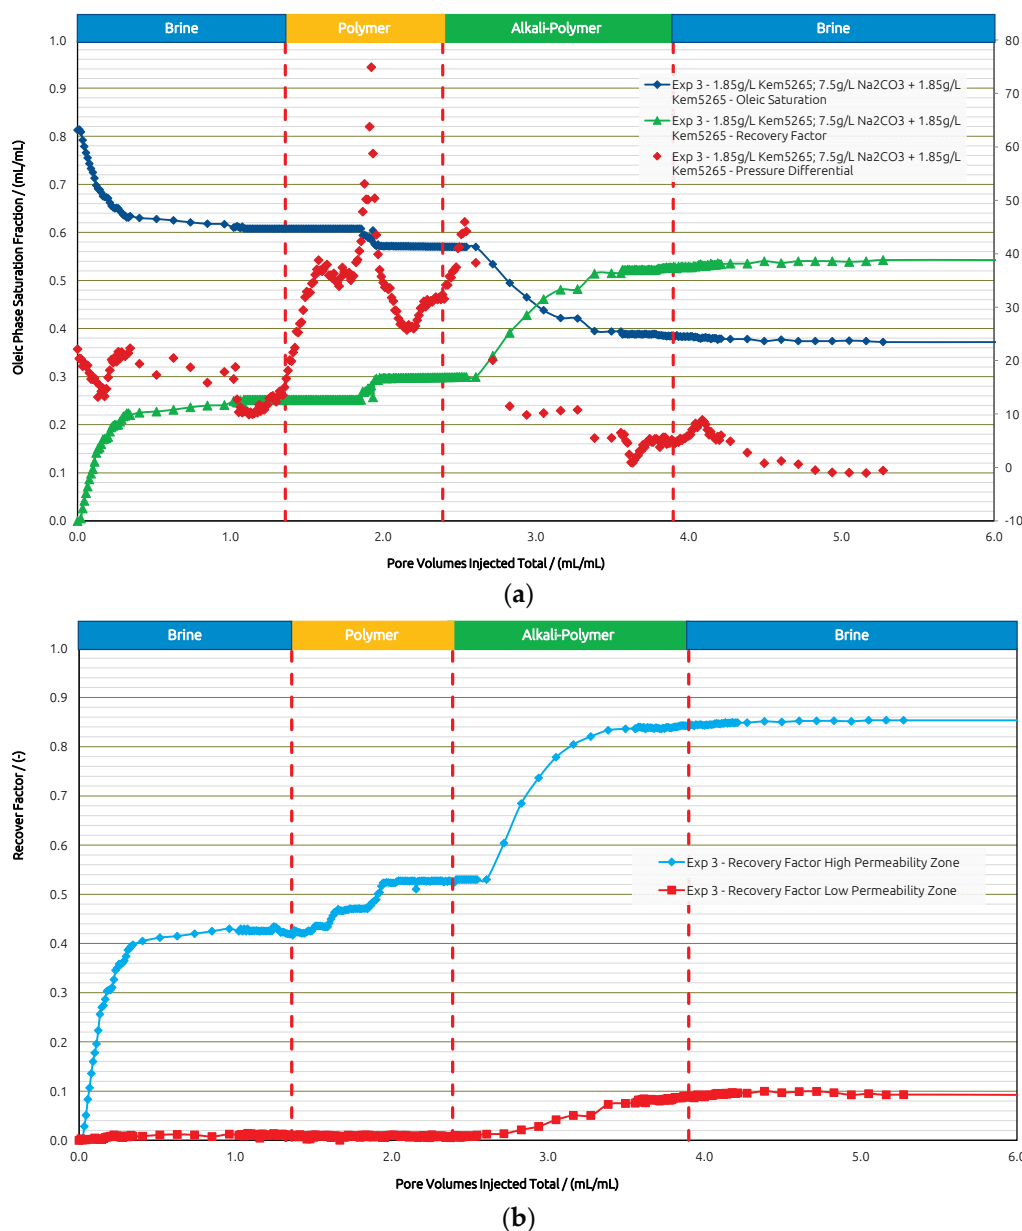 Brine Polymer Alkali-Polymer Brine
1.0 80
0.9 70
0.8 60
0.7 50
0.6 40
0.5 30
0.4 20
0.3 10
0.2 0
0.1 -10
0.0
Oleic Phase Saturation Fraction / (mL/mL)
Exp 3 - 1.85g/L Kem5265; 7.5g/L Na2CO3 + 1.85g/L
Kem5265 - Oleic Saturation
Exp 3 - 1.85g/L Kem5265; 7.5g/L Na2CO3 + 1.85g/L
Kem5265 - Recovery Factor
Exp 3 - 1.85g/L Kem5265; 7.5g/L Na2CO3 + 1.85g/L
Kem5265 - Pressure Differential
0.0 1.0 2.0 3.0 4.0 5.0 6.0
Pore Volumes Injected Total / (mL/mL)
(a)
Brine Polymer Alkali-Polymer Brine
1.0
0.9
0.8
0.7
0.6
0.5
0.4
0.3
0.2
0.1
0.0
Recover Factor / (-)
Exp 3 - Recovery Factor High Permeability Zone
Exp 3 - Recovery Factor Low Permeability Zone
0.0 1.0 2.0 3.0 4.0 5.0 6.0
Pore Volumes Injected Total / (mL/mL)
(b)